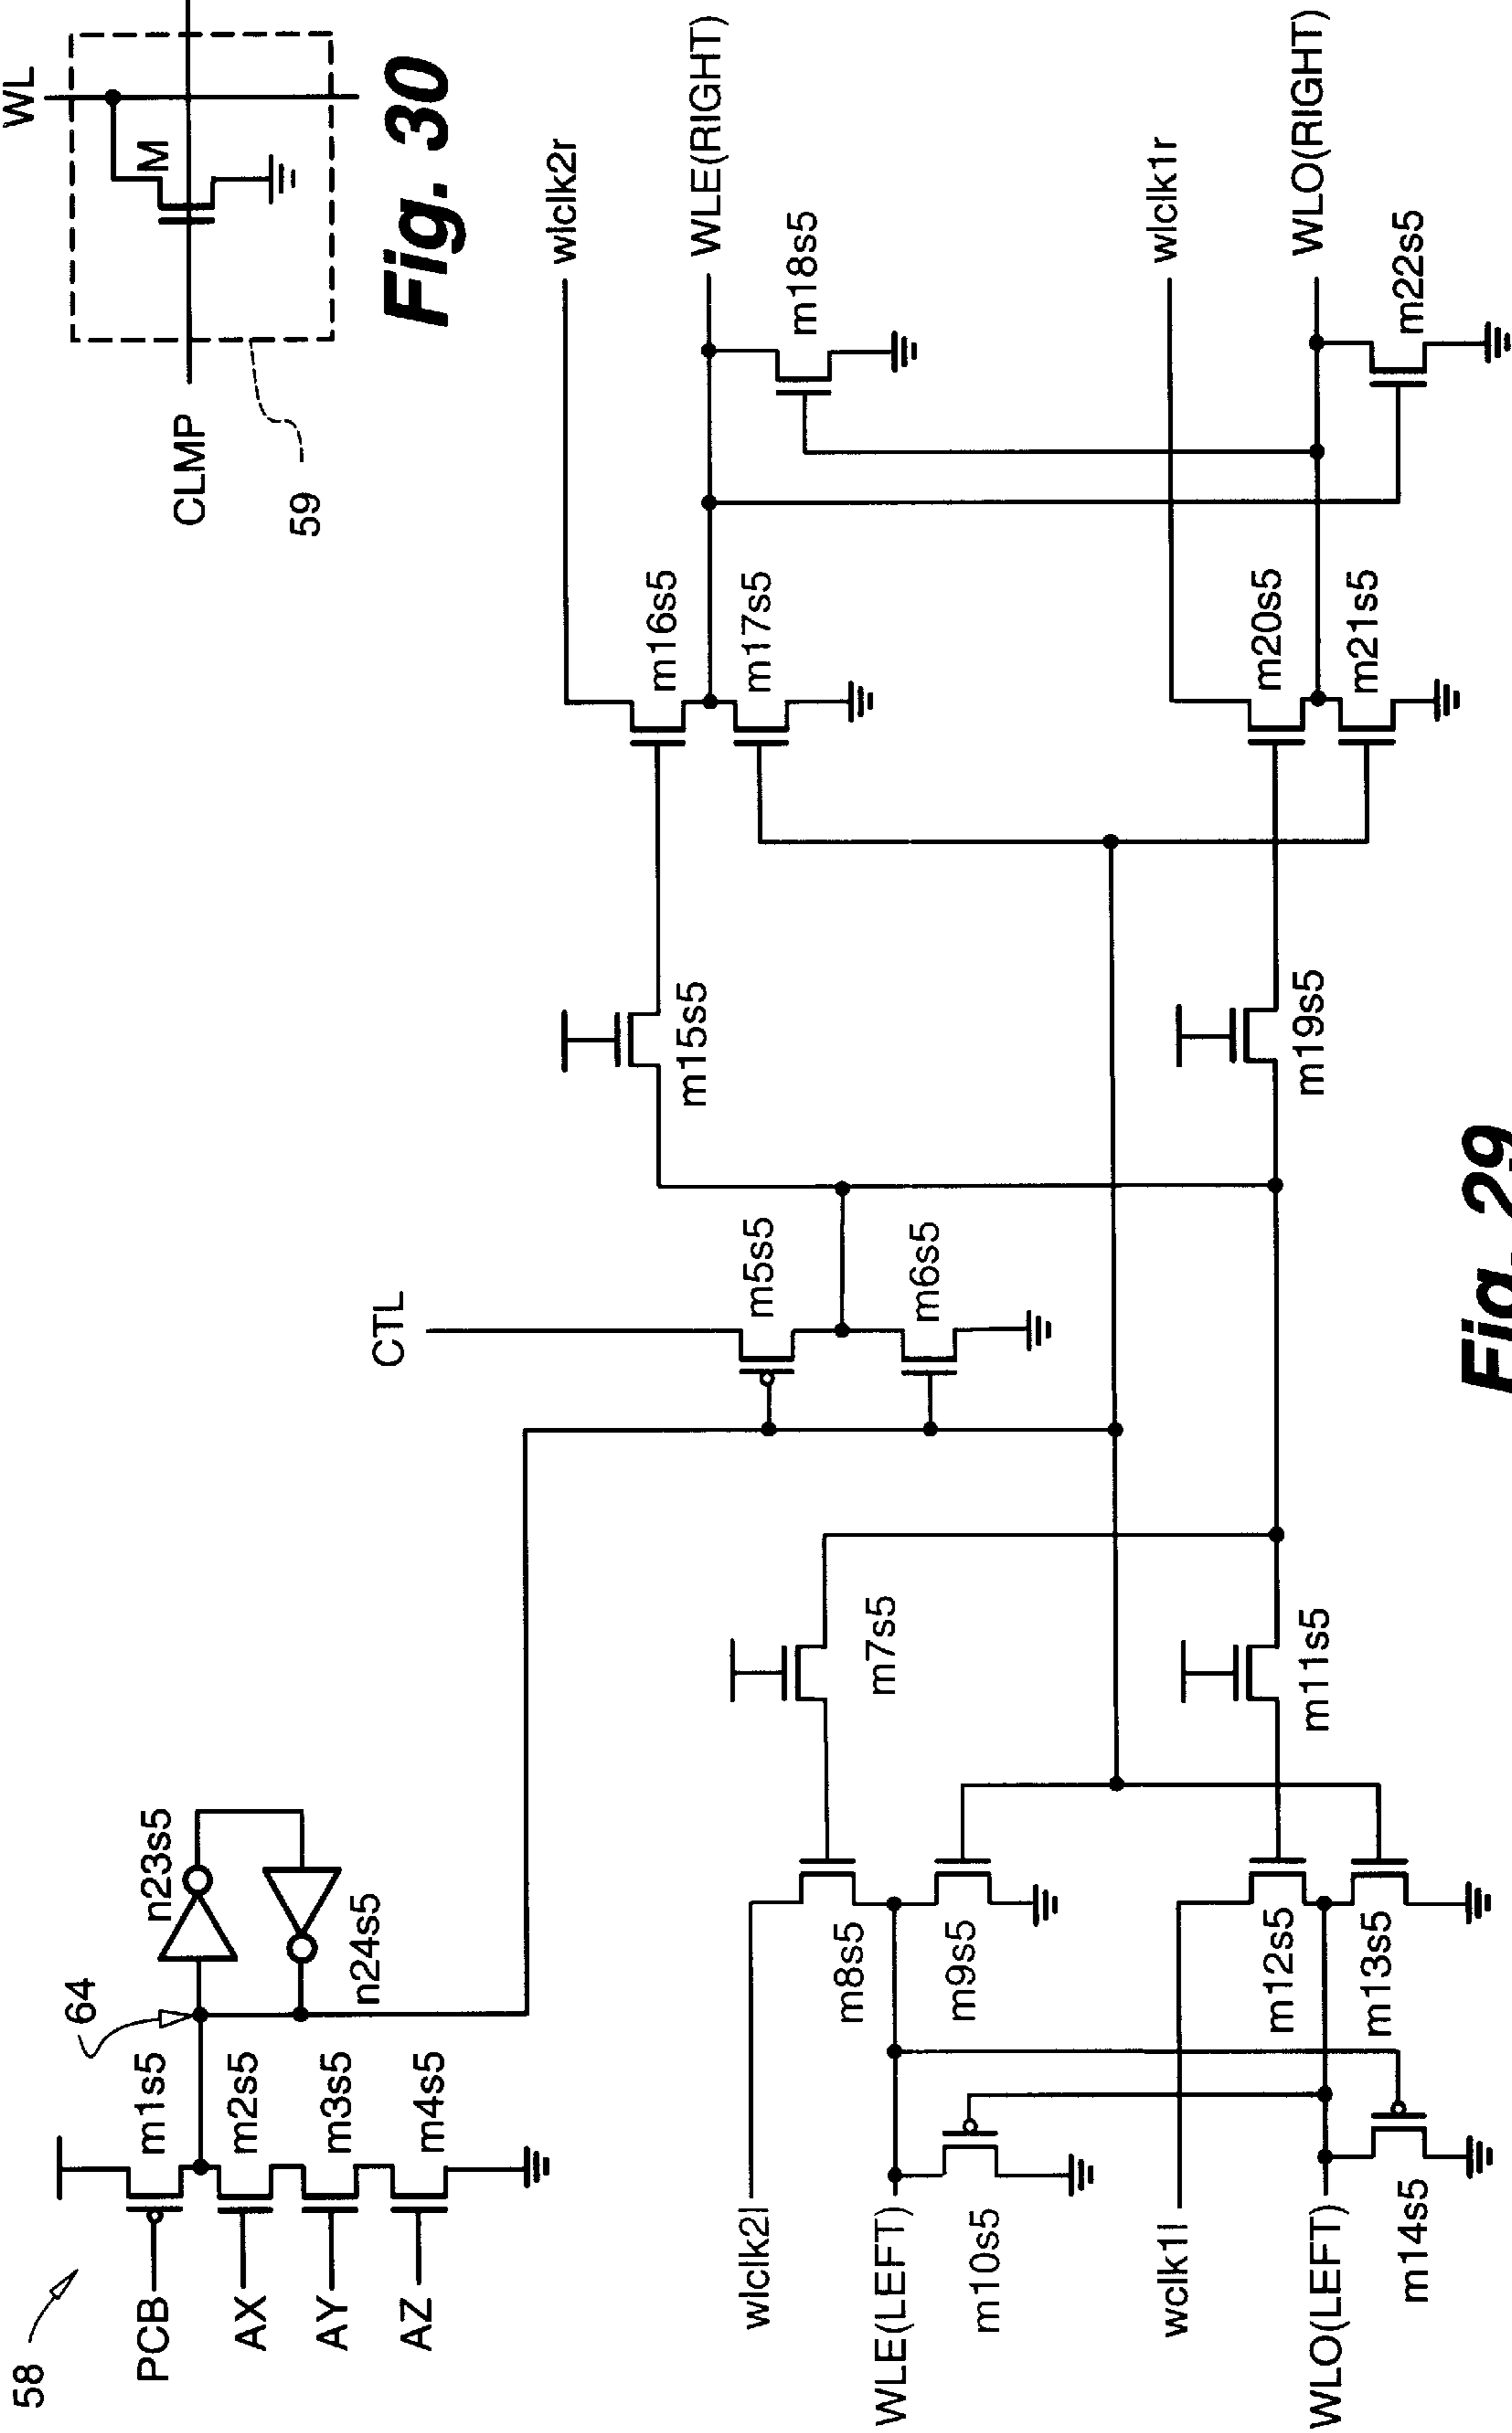 WL
M
CLMP
59
Fig. 30
58
PCB
AX
AY
AZ
m1s5
m2s5
m3s5
m4s5
64
n23s5
n24s5
CTL
m5s5
m6s5
wlclk2r
WLE(RIGHT)
m18s5
m16s5
m17s5
m15s5
wlclk1r
WLO(RIGHT)
m22s5
m20s5
m21s5
m19s5
m7s5
m11s5
wlclk2l
m8s5
m9s5
WLE(LEFT)
m10s5
wclk1l
m12s5
m13s5
WLO(LEFT)
m14s5
Fig. 29